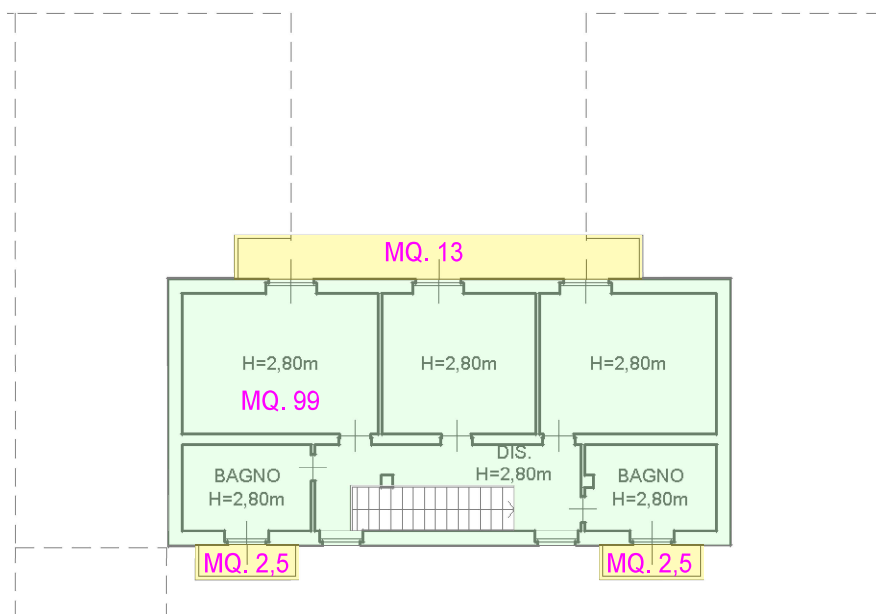 MQ. 13
H=2,80m
H=2,80m
H=2,80m
MQ. 99
DIS.
H=2,80m
BAGNO
H=2,80m
BAGNO
H=2,80m
MQ. 2,5
MQ. 2,5